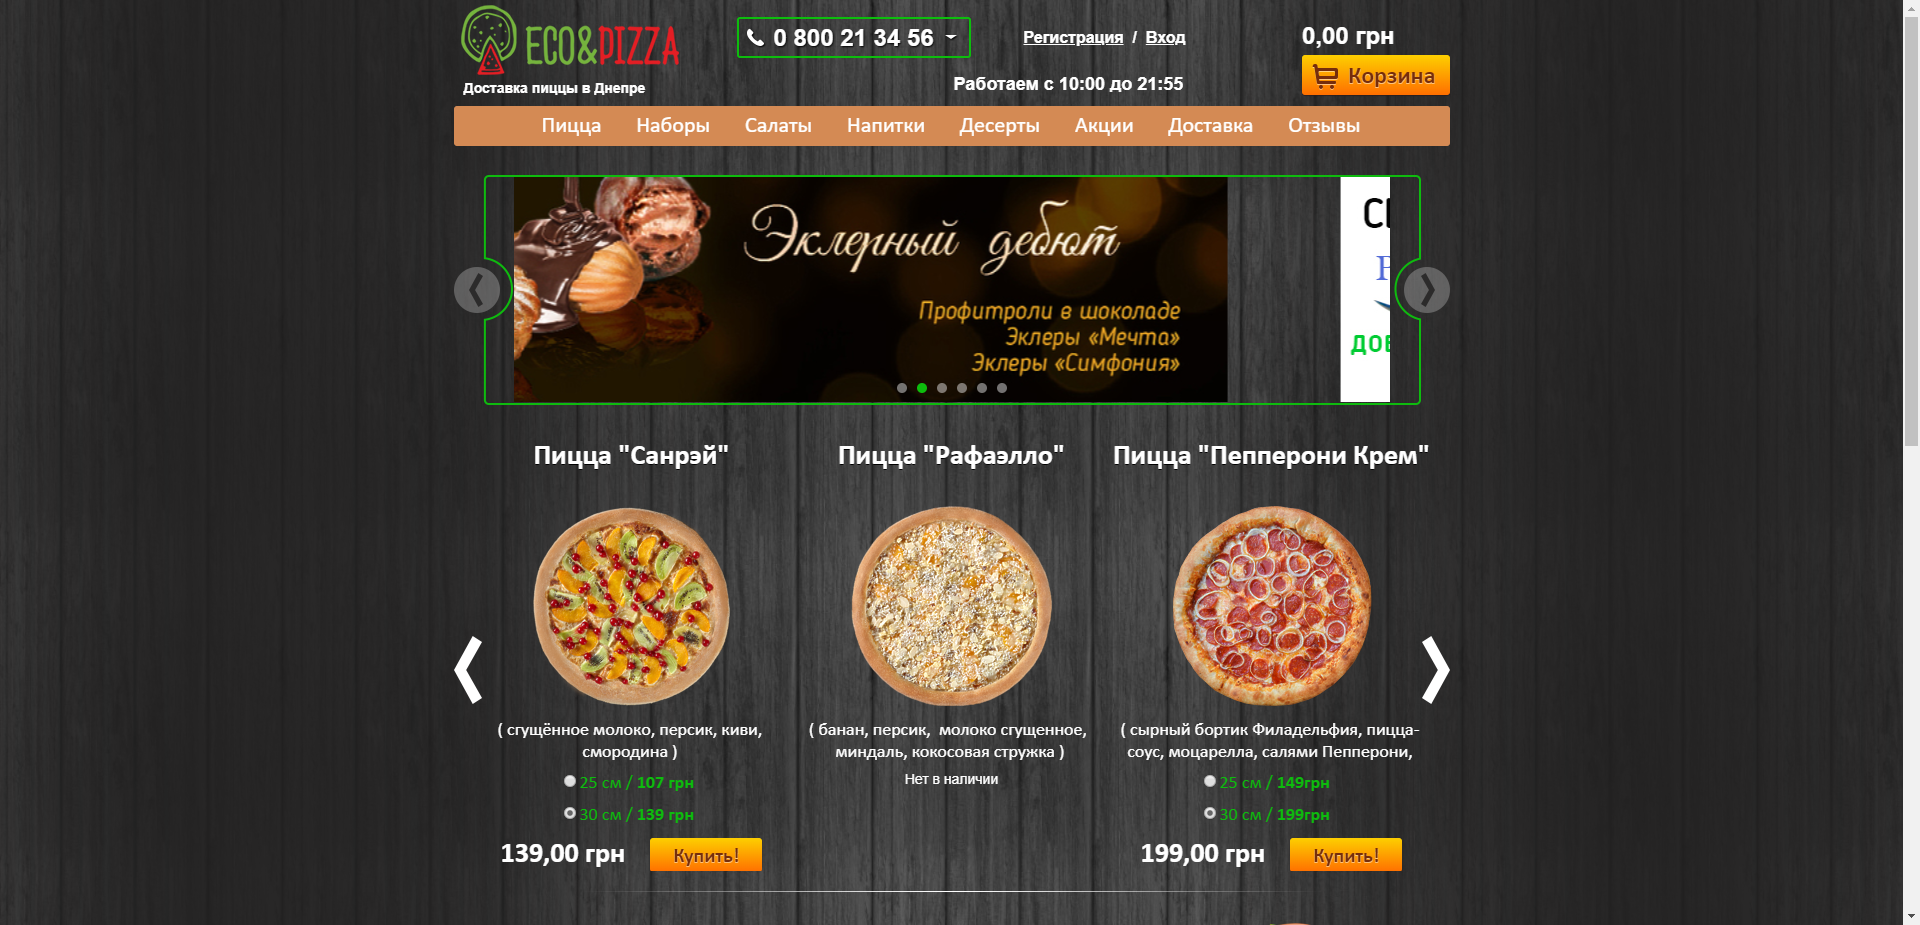 ECO&PIZZA
Доставка пиццы в Днепре
0 800 21 34 56
Регистрация / Вход
Работаем с 10:00 до 21:55
0,00 грн
Корзина
Пицца Наборы Салаты Напитки Десерты Акции Доставка Отзывы
Эклерный дебют
Профитроли в шоколаде
Эклеры «Мечта»
Эклеры «Симфония»
ДОВ
Пицца "Санрэй"
( сгущённое молоко, персик, киви,
смородина )
25 см / 107 грн
30 см / 139 грн
139,00 грн
Купить!
Пицца "Рафаэлло"
( банан, персик, молоко сгущенное,
миндаль, кокосовая стружка )
Нет в наличии
Пицца "Пепперони Крем"
( сырный бортик Филадельфия, пицца-
соус, моцарелла, салями Пепперони,
25 см / 149грн
30 см / 199грн
199,00 грн
Купить!